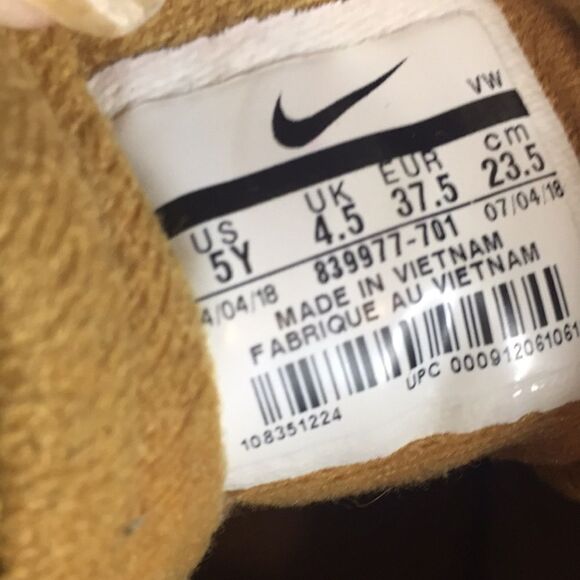 VW
US UK EUR cm
5Y 4.5 37.5 23.5
839977-701
4/04/18 07/04/18
MADE IN VIETNAM
FABRIQUE AU VIETNAM
UPC 000912061061
108351224